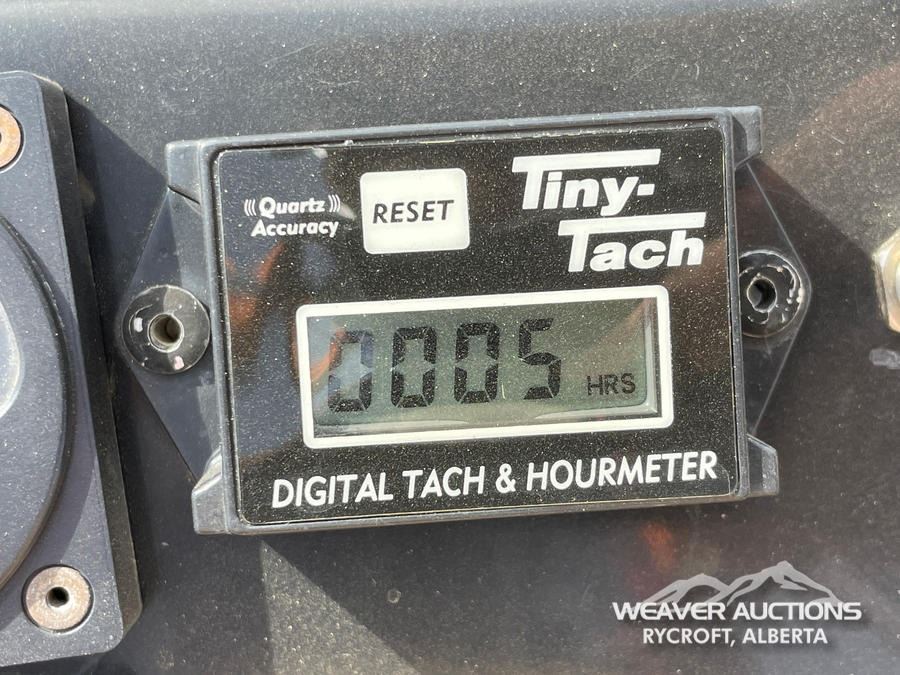 Quartz
Accuracy
RESET
Tiny-
Tach
0005 HRS
DIGITAL TACH & HOURMETER
WEAVER AUCTIONS
RYCROFT, ALBERTA